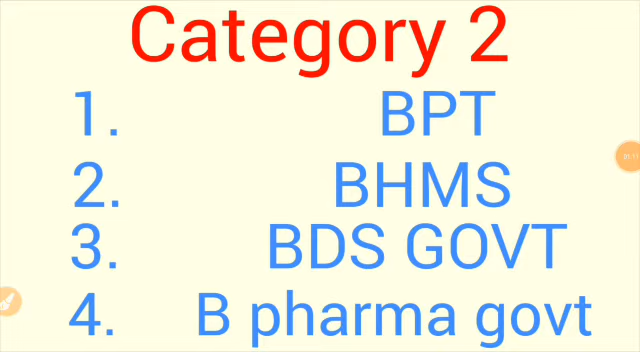 Category 2
1. BPT
2. BHMS
3. BDS GOVT
4. B pharma govt